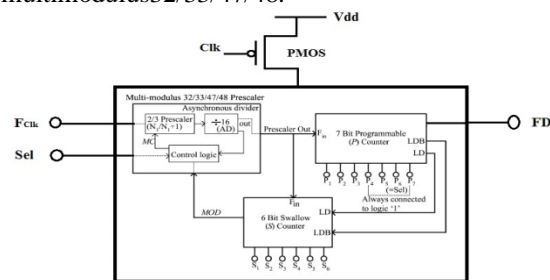 multimodulus32/33/47/48.
Vdd
Clk
PMOS
Multi-modulus 32/33/47/48 Prescaler
Asynchronous divider
FClk
2/3 Prescaler
(N1/N1+1)
÷16
(AD)
out
MC
Control logic
Sel
Prescaler Out
Fin
7 Bit Programmable
(P) Counter
LDB
LD
FD
P1 P2 P3 P4 P5 P6 P7
(=Sel)
Always connected
to logic ‘1’
MOD
Fin
6 Bit Swallow
(S) Counter
LD
LDB
S1 S2 S3 S4 S5 S6